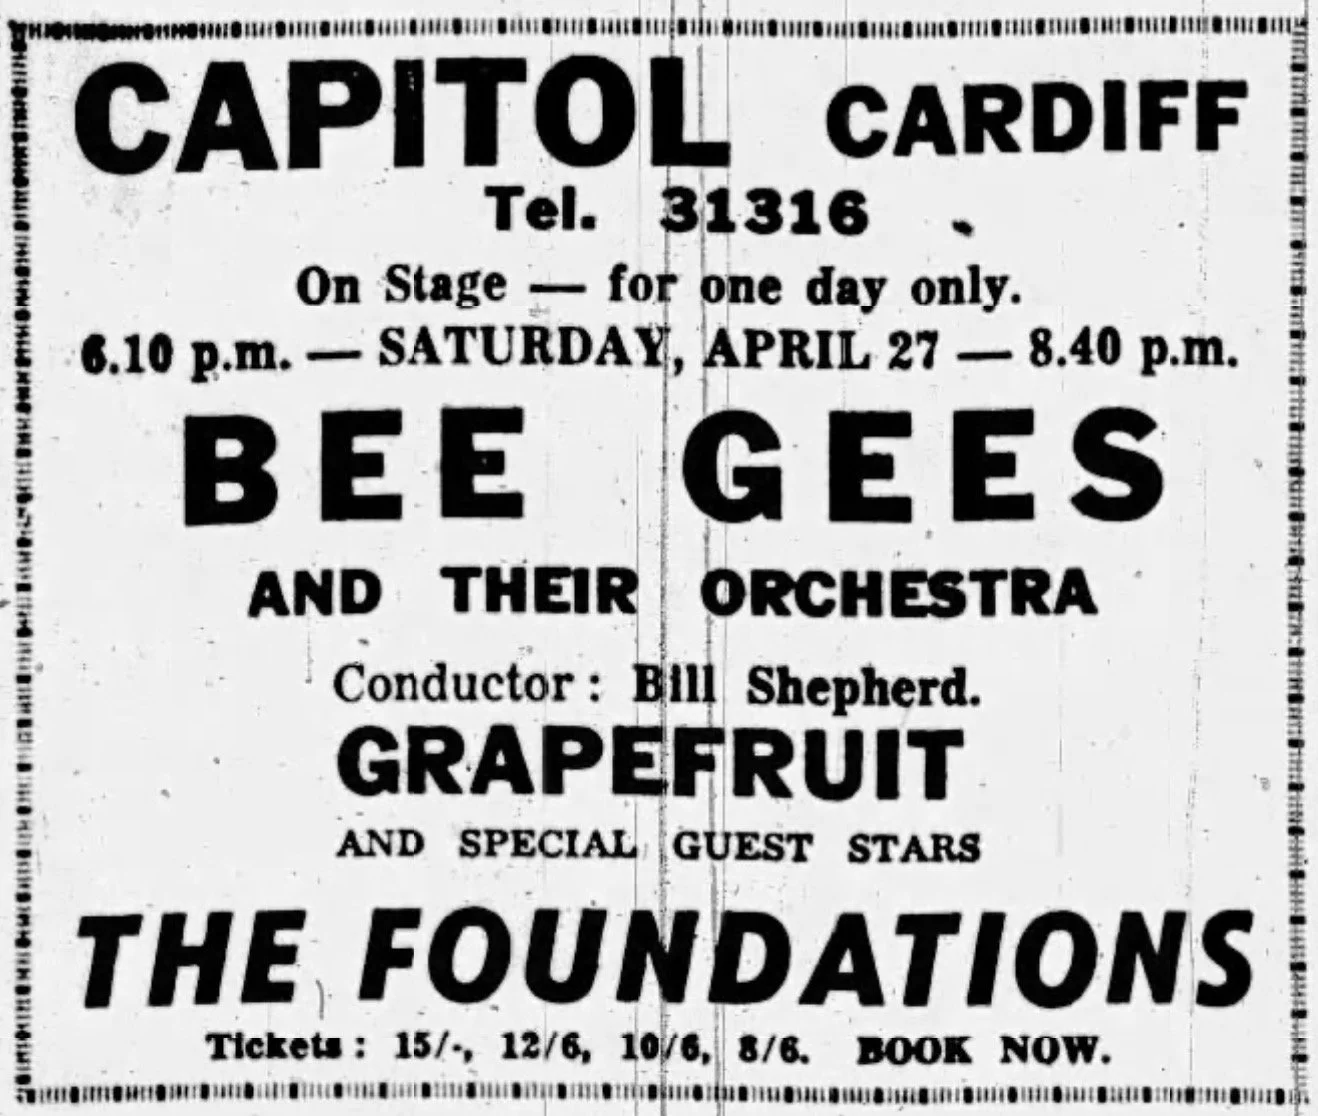 CAPITOL CARDIFF
Tel. 31316
On Stage — for one day only.
6.10 p.m. — SATURDAY, APRIL 27 — 8.40 p.m.
BEE GEES
AND THEIR ORCHESTRA
Conductor: Bill Shepherd.
GRAPEFRUIT
AND SPECIAL GUEST STARS
THE FOUNDATIONS
Tickets: 15/-, 12/6, 10/6, 8/6. BOOK NOW.